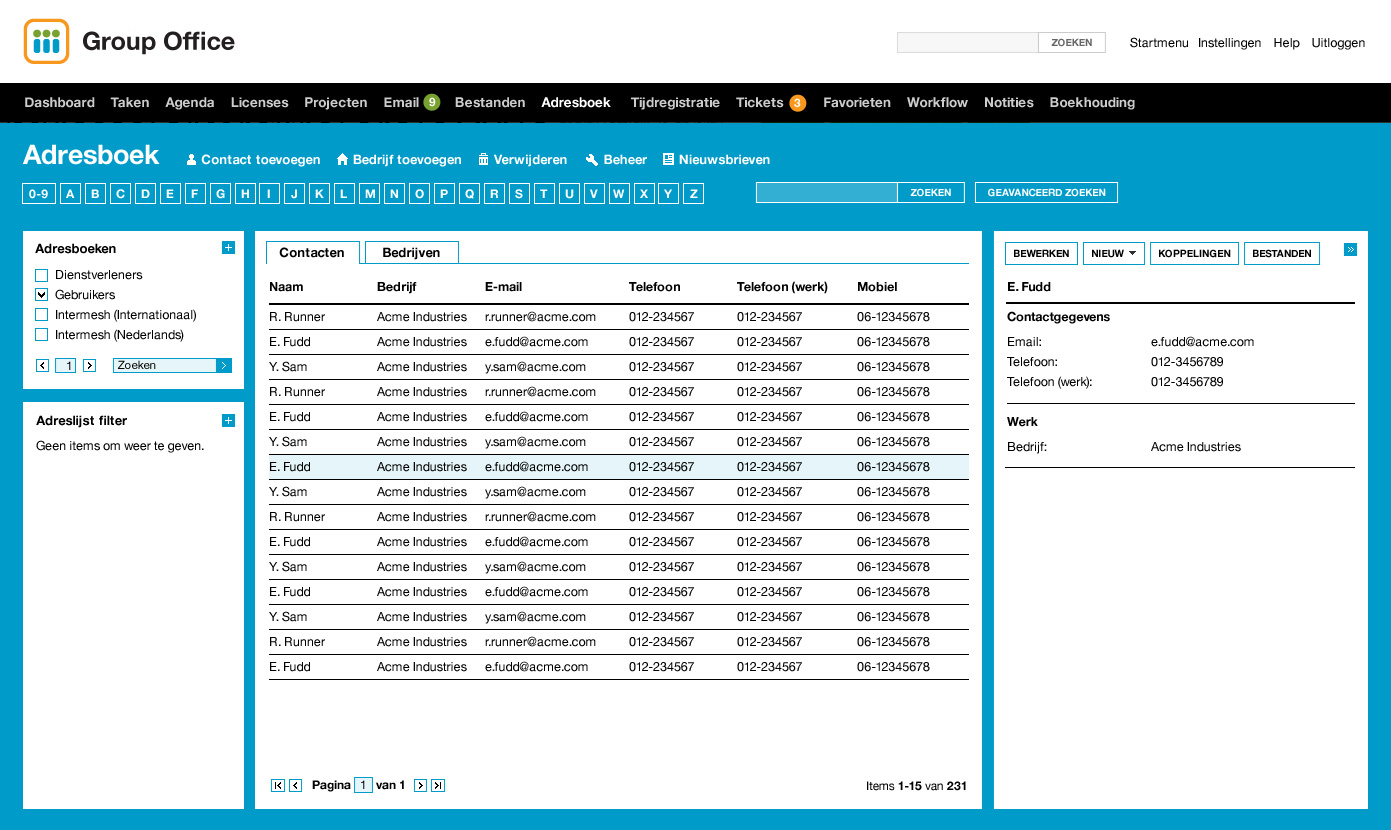 Group Office
ZOEKEN
Startmenu Instellingen Help Uitloggen
Dashboard Taken Agenda Licenses Projecten Email 9 Bestanden Adresboek Tijdregistratie Tickets 3 Favorieten Workflow Notities Boekhouding
Adresboek Contact toevoegen Bedrijf toevoegen Verwijderen Beheer Nieuwsbrieven
0-9 A B C D E F G H I J K L M N O P Q R S T U V W X Y Z ZOEKEN GEAVANCEERD ZOEKEN
Adresboeken
Dienstverleners
Gebruikers
Intermesh (Internationaal)
Intermesh (Nederlands)
1 Zoeken
Adreslijst filter
Geen items om weer te geven.
Contacten Bedrijven
Naam Bedrijf E-mail Telefoon Telefoon (werk) Mobiel
R. Runner Acme Industries r.runner@acme.com 012-234567 012-234567 06-12345678
E. Fudd Acme Industries e.fudd@acme.com 012-234567 012-234567 06-12345678
Y. Sam Acme Industries y.sam@acme.com 012-234567 012-234567 06-12345678
R. Runner Acme Industries r.runner@acme.com 012-234567 012-234567 06-12345678
E. Fudd Acme Industries e.fudd@acme.com 012-234567 012-234567 06-12345678
Y. Sam Acme Industries y.sam@acme.com 012-234567 012-234567 06-12345678
E. Fudd Acme Industries e.fudd@acme.com 012-234567 012-234567 06-12345678
Y. Sam Acme Industries y.sam@acme.com 012-234567 012-234567 06-12345678
R. Runner Acme Industries r.runner@acme.com 012-234567 012-234567 06-12345678
E. Fudd Acme Industries e.fudd@acme.com 012-234567 012-234567 06-12345678
Y. Sam Acme Industries y.sam@acme.com 012-234567 012-234567 06-12345678
E. Fudd Acme Industries e.fudd@acme.com 012-234567 012-234567 06-12345678
Y. Sam Acme Industries y.sam@acme.com 012-234567 012-234567 06-12345678
R. Runner Acme Industries r.runner@acme.com 012-234567 012-234567 06-12345678
E. Fudd Acme Industries e.fudd@acme.com 012-234567 012-234567 06-12345678
Pagina 1 van 1 Items 1-15 van 231
BEWERKEN NIEUW KOPPELINGEN BESTANDEN
E. Fudd
Contactgegevens
Email: e.fudd@acme.com
Telefoon: 012-3456789
Telefoon (werk): 012-3456789
Werk
Bedrijf: Acme Industries